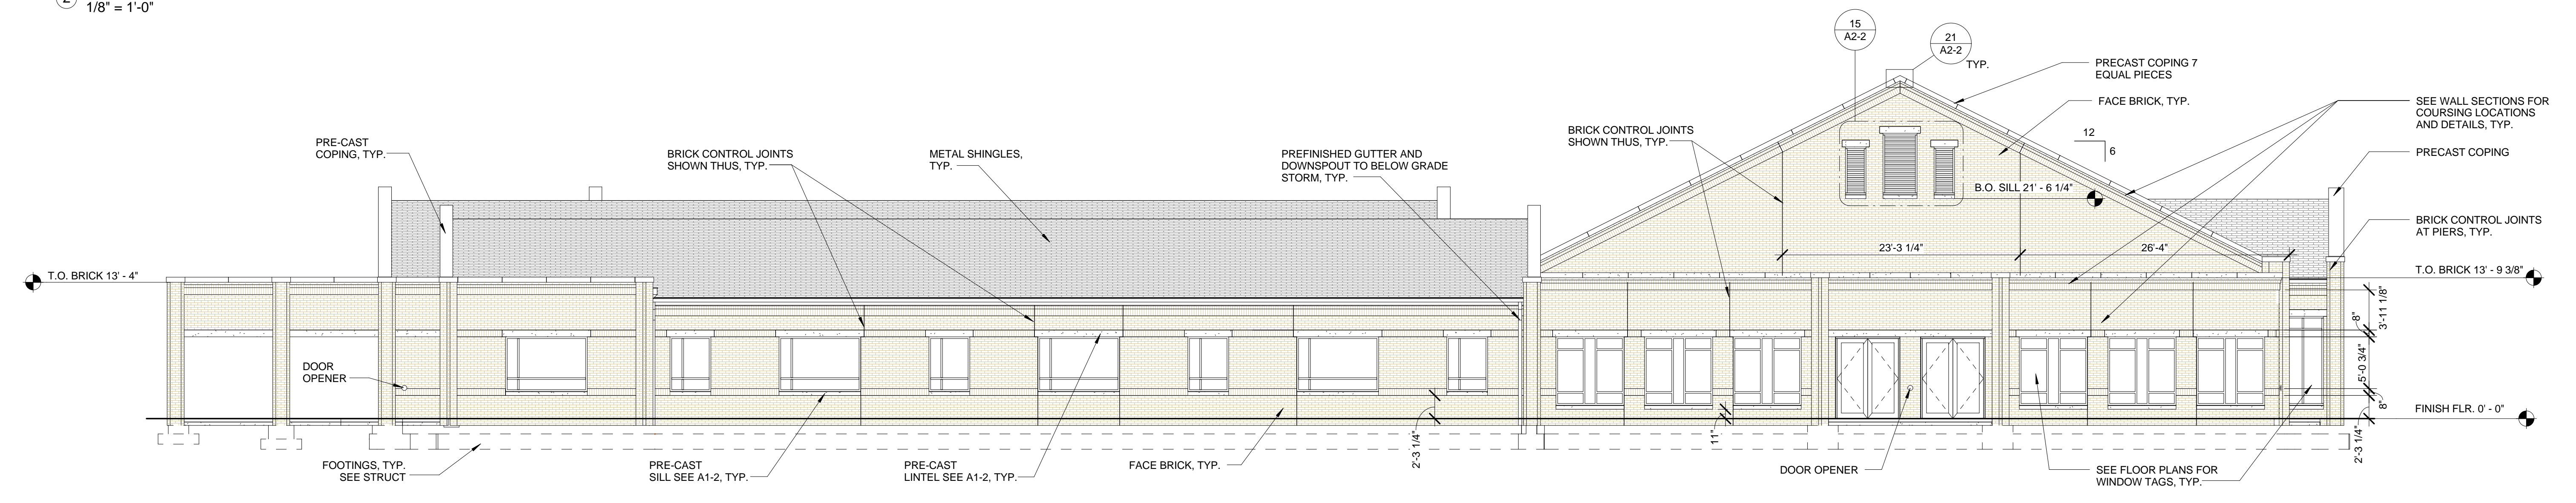 2
1/8" = 1'-0"
15
A2-2
21
A2-2
TYP.
PRECAST COPING 7
EQUAL PIECES
FACE BRICK, TYP.
SEE WALL SECTIONS FOR
COURSING LOCATIONS
AND DETAILS, TYP.
12
6
PRE-CAST
COPING, TYP.
BRICK CONTROL JOINTS
SHOWN THUS, TYP.
METAL SHINGLES,
TYP.
PREFINISHED GUTTER AND
DOWNSPOUT TO BELOW GRADE
STORM, TYP.
BRICK CONTROL JOINTS
SHOWN THUS, TYP.
PRECAST COPING
B.O. SILL 21' - 6 1/4"
BRICK CONTROL JOINTS
AT PIERS, TYP.
23'-3 1/4"
26'-4"
T.O. BRICK 13' - 4"
T.O. BRICK 13' - 9 3/8"
3'-11 1/8"
8"
5'-0 3/4"
8"
2'-3 1/4"
DOOR
OPENER
FINISH FLR. 0' - 0"
2'-3 1/4"
11"
FOOTINGS, TYP.
SEE STRUCT
PRE-CAST
SILL SEE A1-2, TYP.
PRE-CAST
LINTEL SEE A1-2, TYP.
FACE BRICK, TYP.
DOOR OPENER
SEE FLOOR PLANS FOR
WINDOW TAGS, TYP.